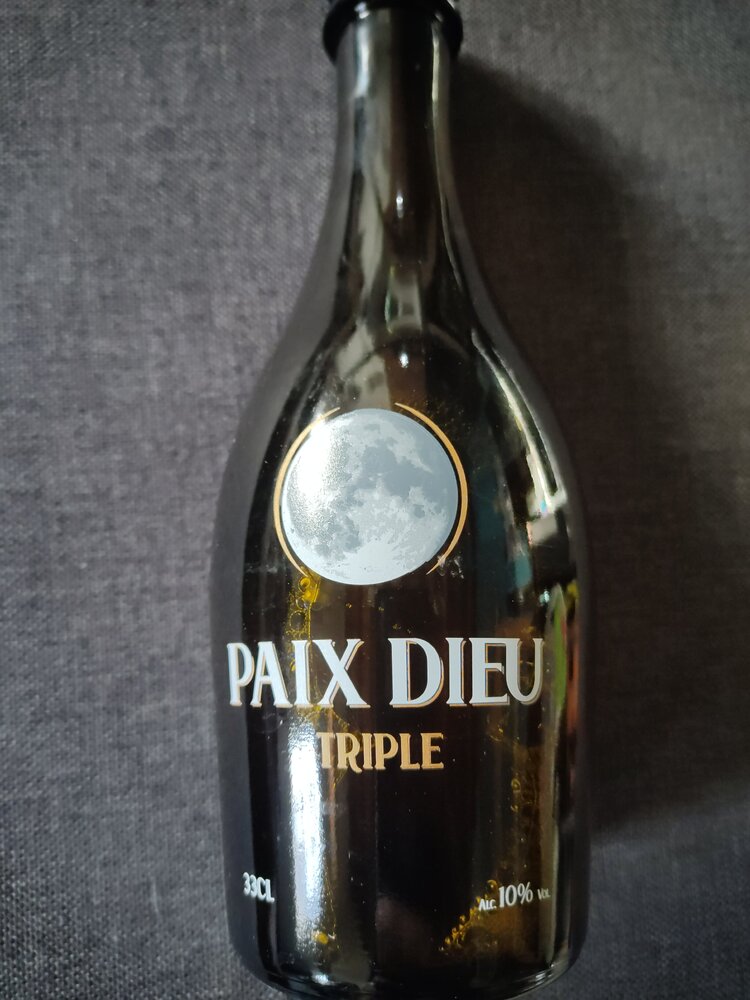 PAIX DIEU
TRIPLE
33CL
ALC. 10% VOL